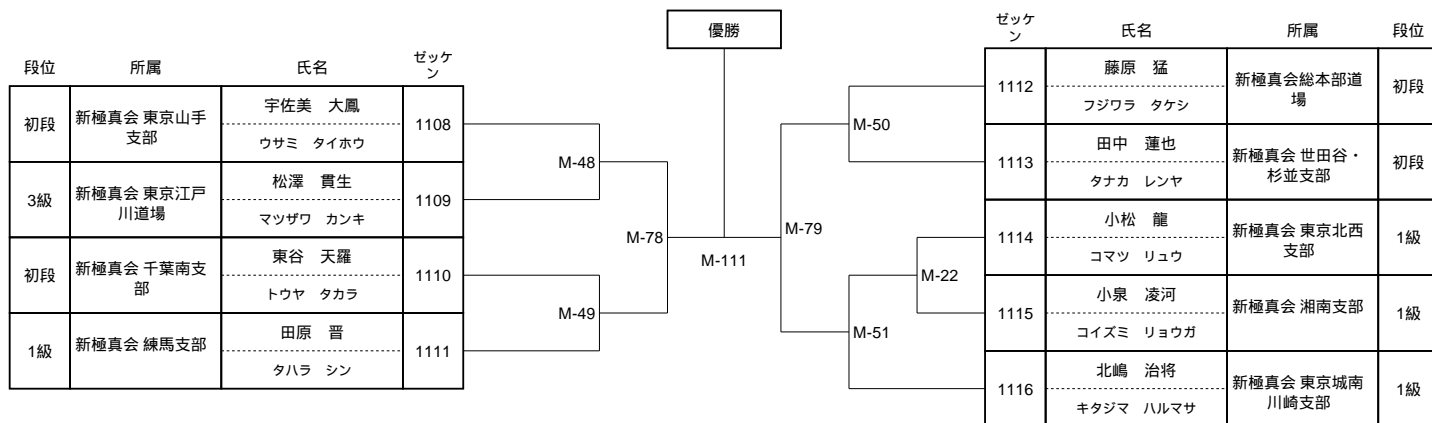 優勝
段位 所属 氏名 ゼッケ
ン
初段 新極真会 東京山手
支部 宇佐美 大鳳
ウサミ タイホウ 1108
3級 新極真会 東京江戸
川道場 松澤 貫生
マツザワ カンキ 1109
初段 新極真会 千葉南支
部 東谷 天羅
トウヤ タカラ 1110
1級 新極真会 練馬支部 田原 晋
タハラ シン 1111
M-48
M-49
M-78
M-111
M-79
M-50
M-51
M-22
ゼッケ
ン 氏名 所属 段位
1112 藤原 猛
フジワラ タケシ 新極真会総本部道
場 初段
1113 田中 蓮也
タナカ レンヤ 新極真会 世田谷・
杉並支部 初段
1114 小松 龍
コマツ リュウ 新極真会 東京北西
支部 1級
1115 小泉 凌河
コイズミ リョウガ 新極真会 湘南支部 1級
1116 北嶋 治将
キタジマ ハルマサ 新極真会 東京城南
川崎支部 1級